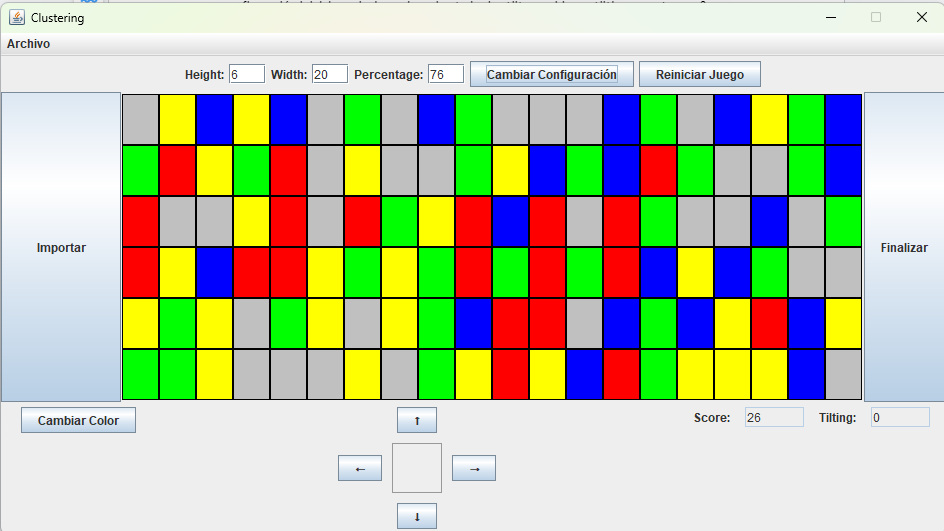 Clustering
Archivo
Height: 6 Width: 20 Percentage: 76 Cambiar Configuración Reiniciar Juego
Importar
Finalizar
Cambiar Color
↑
Score: 26 Tilting: 0
← →
↓